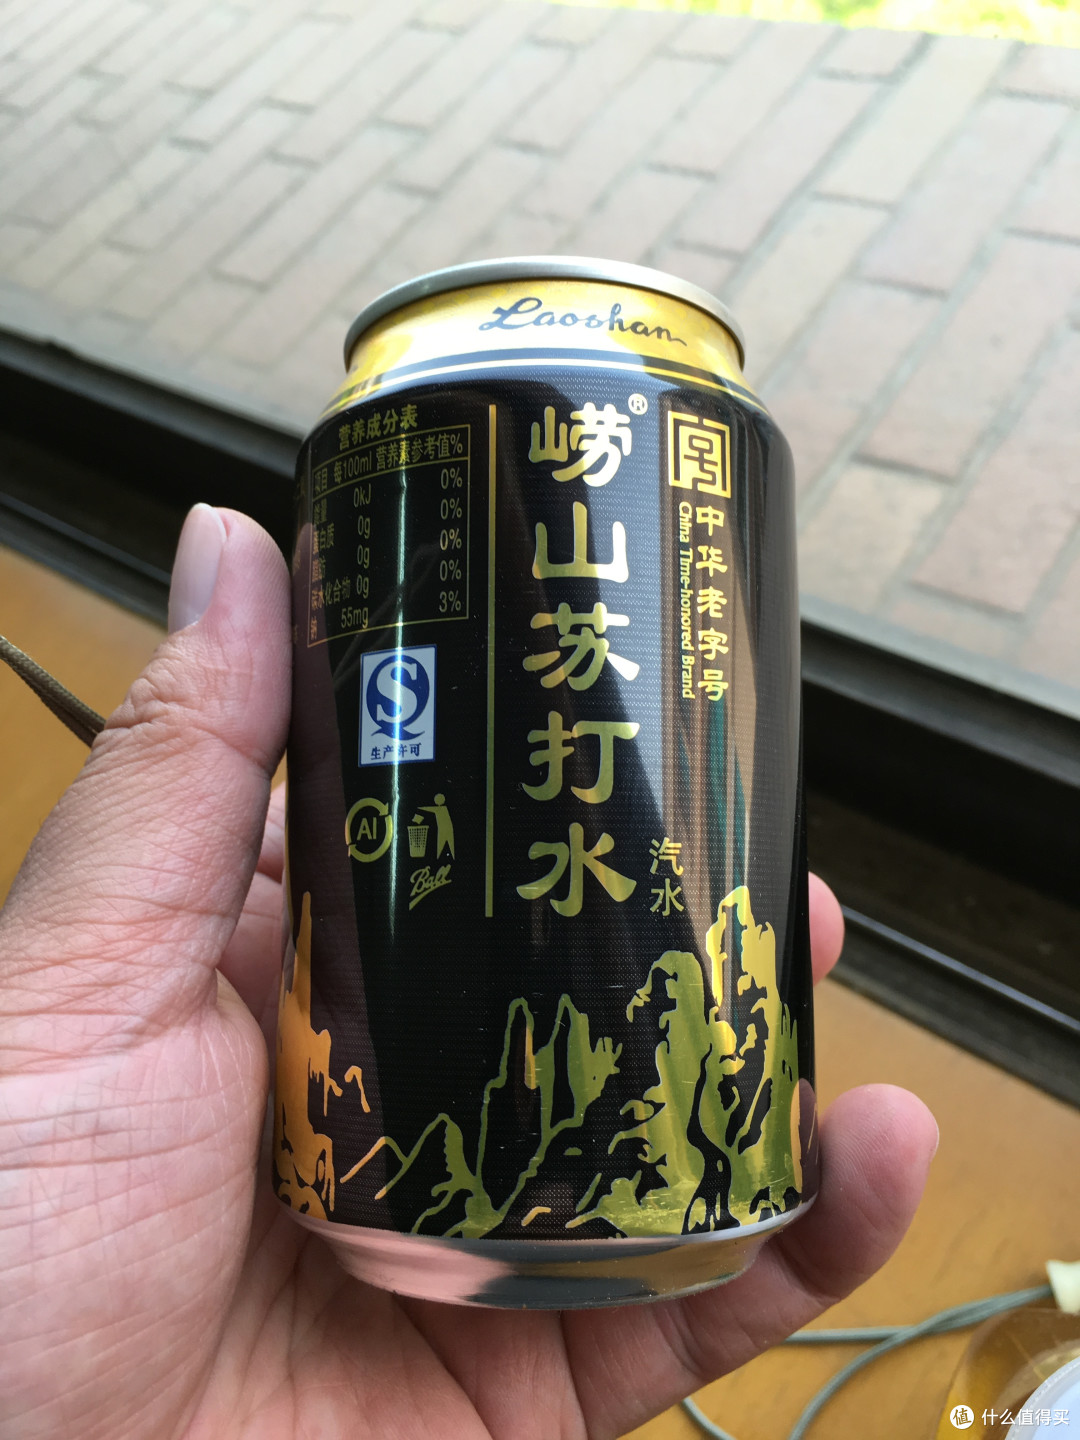 Laoshan
营养成分表
项目 每100ml 营养素参考值%
能量 0kJ 0%
蛋白质 0g 0%
脂肪 0g 0%
碳水化合物 0g 0%
钠 55mg 3%
S
生产许可
Al
Ball
崂山苏打水
®
汽水
字号
中华老字号
China Time-honored Brand
值 什么值得买